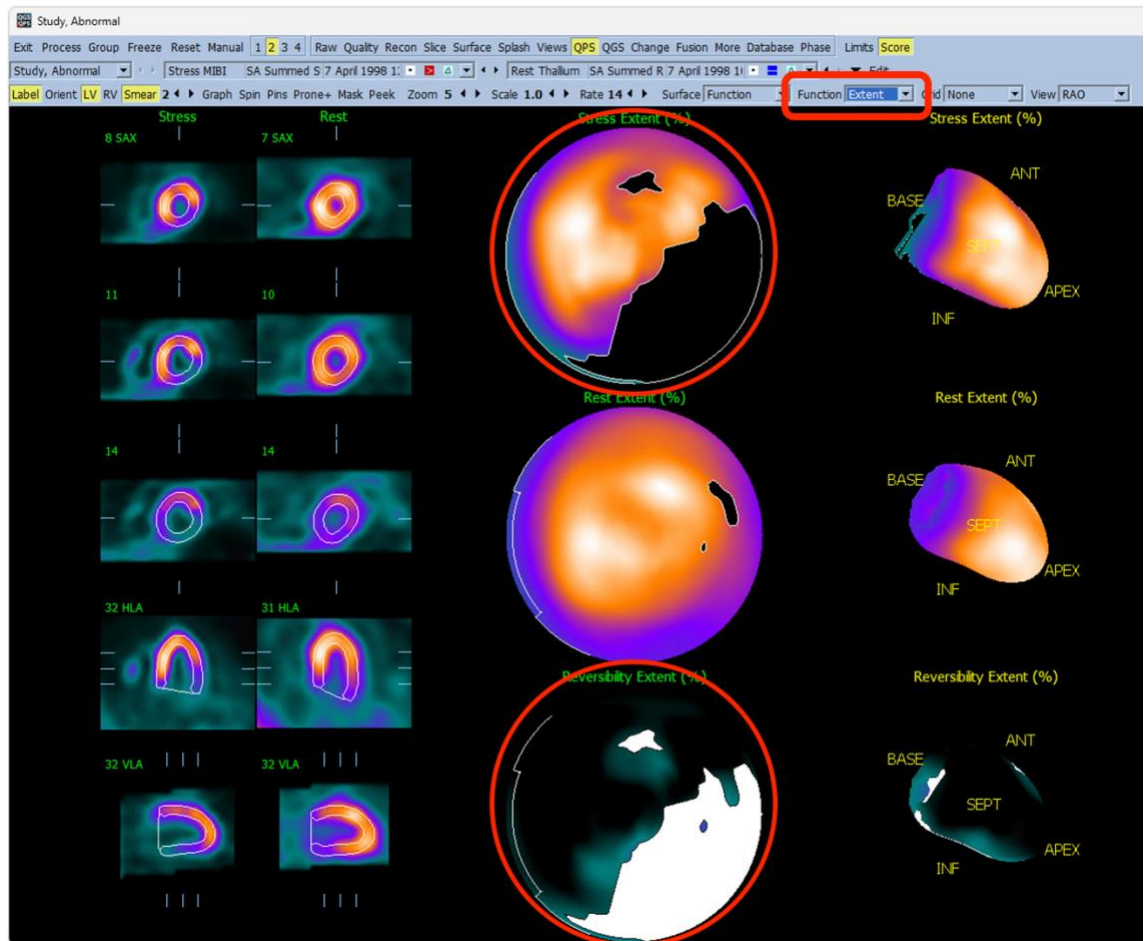 Study, Abnormal
Exit Process Group Freeze Reset Manual 1 2 3 4 Raw Quality Recon Slice Surface Splash Views QPS QGS Change Fusion More Database Phase Limits Score
Study, Abnormal Stress MIBI SA Summed S 7 April 1998 1 Rest Thallium SA Summed R 7 April 1998 1 Edit
Label Orient LV RV Smear 2 Graph Spin Pins Prone+ Mask Peek Zoom 5 Scale 1.0 Rate 14 Surface Function Function Extent Grid None View RAO
Stress Rest Stress Extent (%) Stress Extent (%)
8 SAX 7 SAX
ANT
BASE
SEPT
APEX
INF
11 10
Rest Extent (%) Rest Extent (%)
14 14
ANT
BASE
SEPT
APEX
INF
32 HLA 31 HLA
Reversibility Extent (%) Reversibility Extent (%)
ANT
BASE
32 VLA 32 VLA
SEPT
APEX
INF